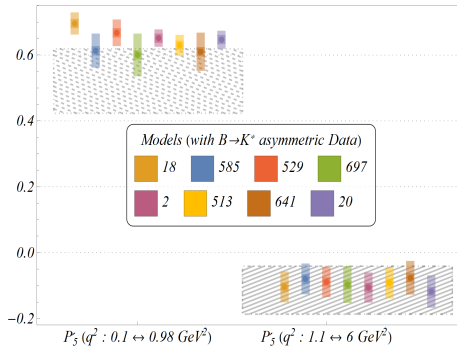 0.6
0.4
Models (with B→K* asymmetric Data)
18 585 529 697
2 513 641 20
0.2
0.0
−0.2
P′5 (q² : 0.1 ↔ 0.98 GeV²) P′5 (q² : 1.1 ↔ 6 GeV²)